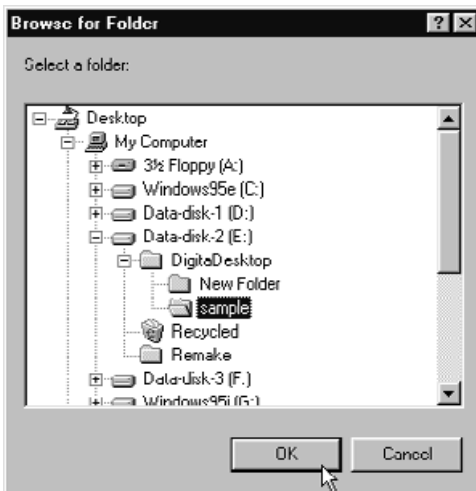 Browse for Folder
Select a folder:
Desktop
My Computer
3½ Floppy (A:)
Windows95e (C:)
Data-disk-1 (D:)
Data-disk-2 (E:)
DigitaDesktop
New Folder
sample
Recycled
Remake
Data-disk-3 (F:)
Windows95i (G:)
OK
Cancel